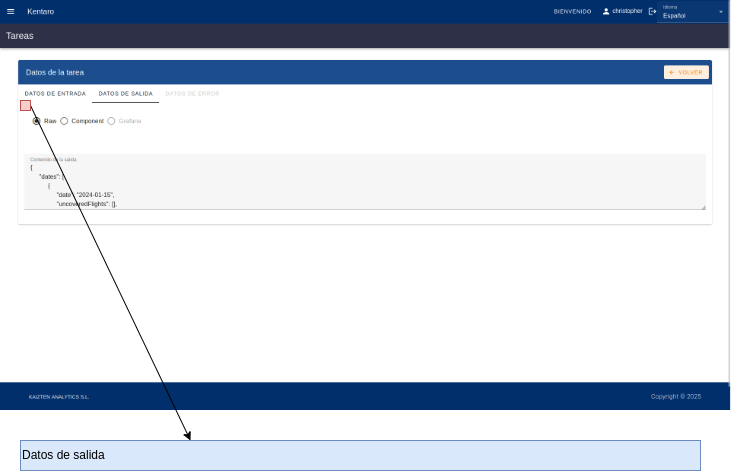 Kentaro
BIENVENIDO
christopher
Idioma
Español
Tareas
Datos de la tarea
VOLVER
DATOS DE ENTRADA
DATOS DE SALIDA
DATOS DE ERROR
Raw
Component
Grafana
Contenido de la salida
{
"dates": [
{
"date": "2024-01-15",
"uncoveredFlights": [],
KAIZTEN ANALYTICS S.L.
Copyright © 2025
Datos de salida